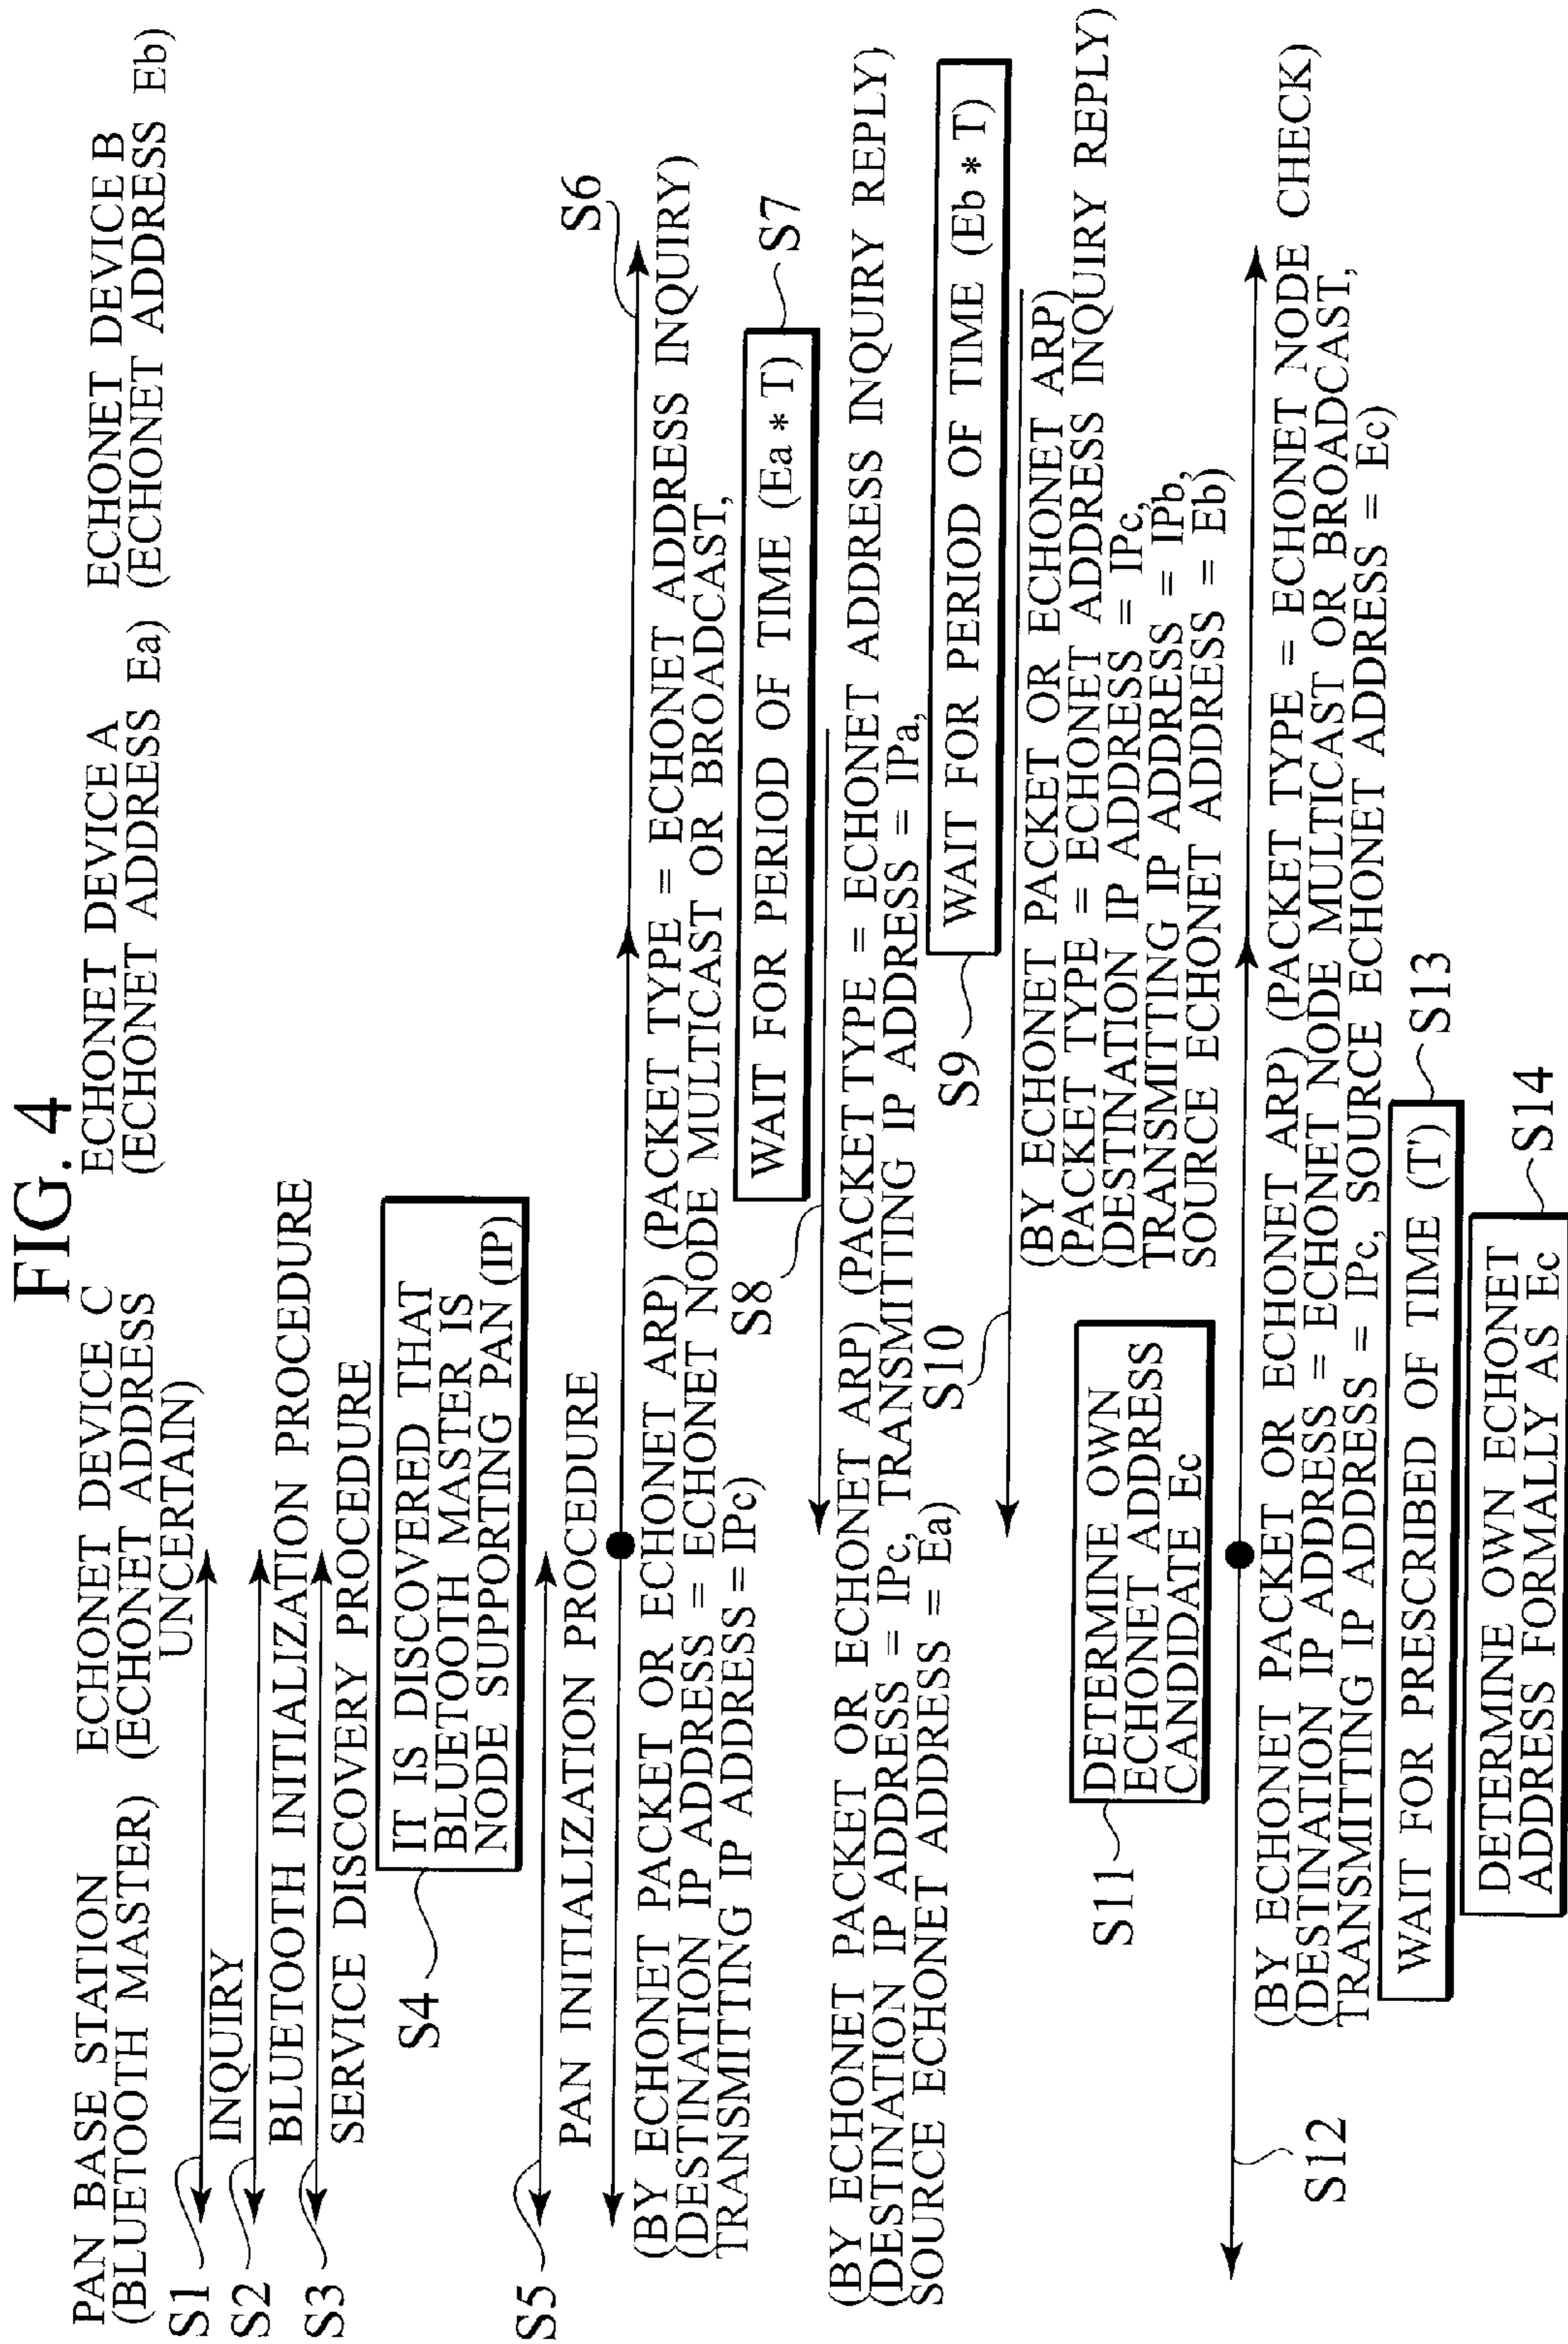 FIG. 4
PAN BASE STATION
(BLUETOOTH MASTER)
ECHONET DEVICE C
(ECHONET ADDRESS
UNCERTAIN)
ECHONET DEVICE A
(ECHONET ADDRESS Ea)
ECHONET DEVICE B
(ECHONET ADDRESS Eb)
S1
INQUIRY
S2
BLUETOOTH INITIALIZATION PROCEDURE
S3
SERVICE DISCOVERY PROCEDURE
S4
IT IS DISCOVERED THAT
BLUETOOTH MASTER IS
NODE SUPPORTING PAN (IP)
S5
PAN INITIALIZATION PROCEDURE
S6
(BY ECHONET PACKET OR ECHONET ARP) (PACKET TYPE = ECHONET ADDRESS INQUIRY)
(DESTINATION IP ADDRESS = ECHONET NODE MULTICAST OR BROADCAST,
TRANSMITTING IP ADDRESS = IPc)
S7
WAIT FOR PERIOD OF TIME (Ea * T)
S8
(BY ECHONET PACKET OR ECHONET ARP) (PACKET TYPE = ECHONET ADDRESS INQUIRY REPLY)
(DESTINATION IP ADDRESS = IPc, TRANSMITTING IP ADDRESS = IPa,
SOURCE ECHONET ADDRESS = Ea)
S9
WAIT FOR PERIOD OF TIME (Eb * T)
S10
(BY ECHONET PACKET OR ECHONET ARP)
(PACKET TYPE = ECHONET ADDRESS INQUIRY REPLY)
(DESTINATION IP ADDRESS = IPc,
TRANSMITTING IP ADDRESS = IPb,
SOURCE ECHONET ADDRESS = Eb)
S11
DETERMINE OWN
ECHONET ADDRESS
CANDIDATE Ec
S12
(BY ECHONET PACKET OR ECHONET ARP) (PACKET TYPE = ECHONET NODE CHECK)
(DESTINATION IP ADDRESS = ECHONET NODE MULTICAST OR BROADCAST,
TRANSMITTING IP ADDRESS = IPc, SOURCE ECHONET ADDRESS = Ec)
S13
WAIT FOR PRESCRIBED OF TIME (T')
S14
DETERMINE OWN ECHONET
ADDRESS FORMALLY AS Ec